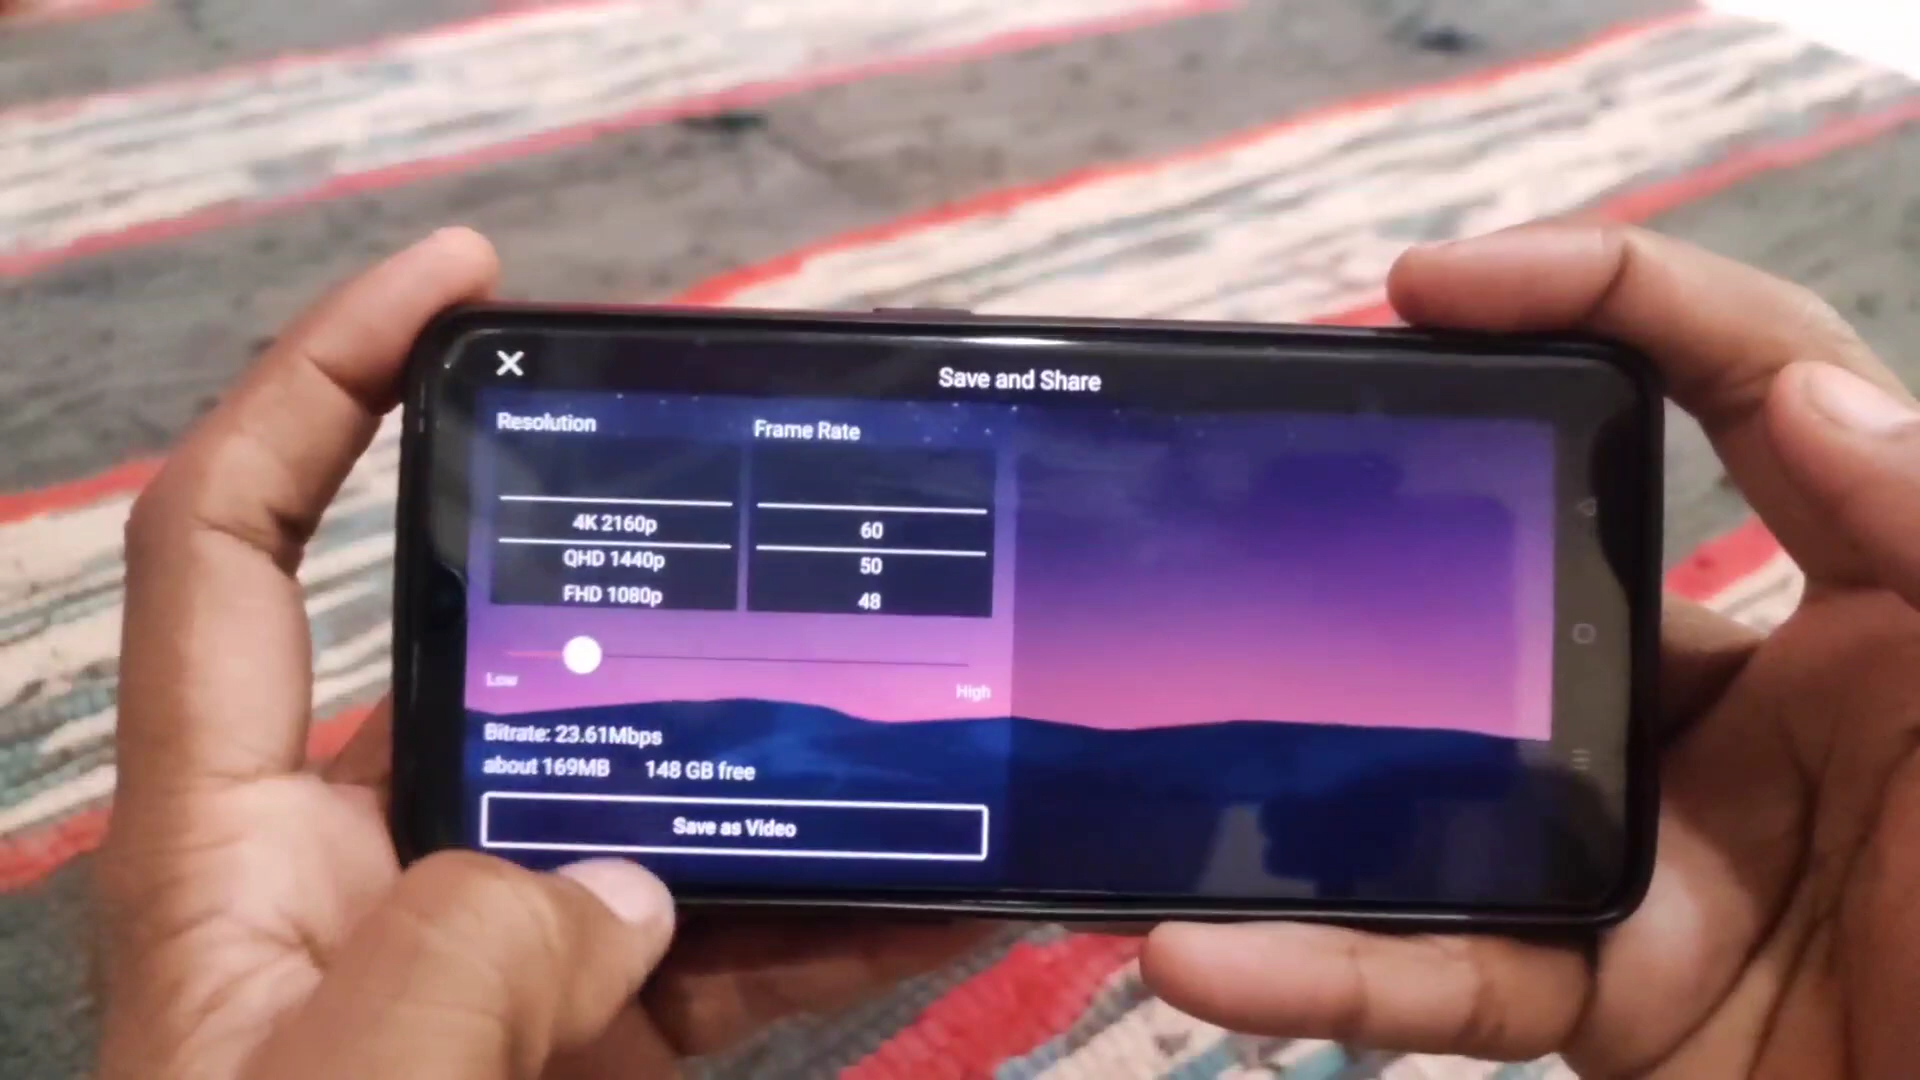 Save and Share
Resolution
Frame Rate
4K 2160p
QHD 1440p
FHD 1080p
60
50
48
Low
High
Bitrate: 23.61Mbps
about 169MB 148 GB free
Save as Video